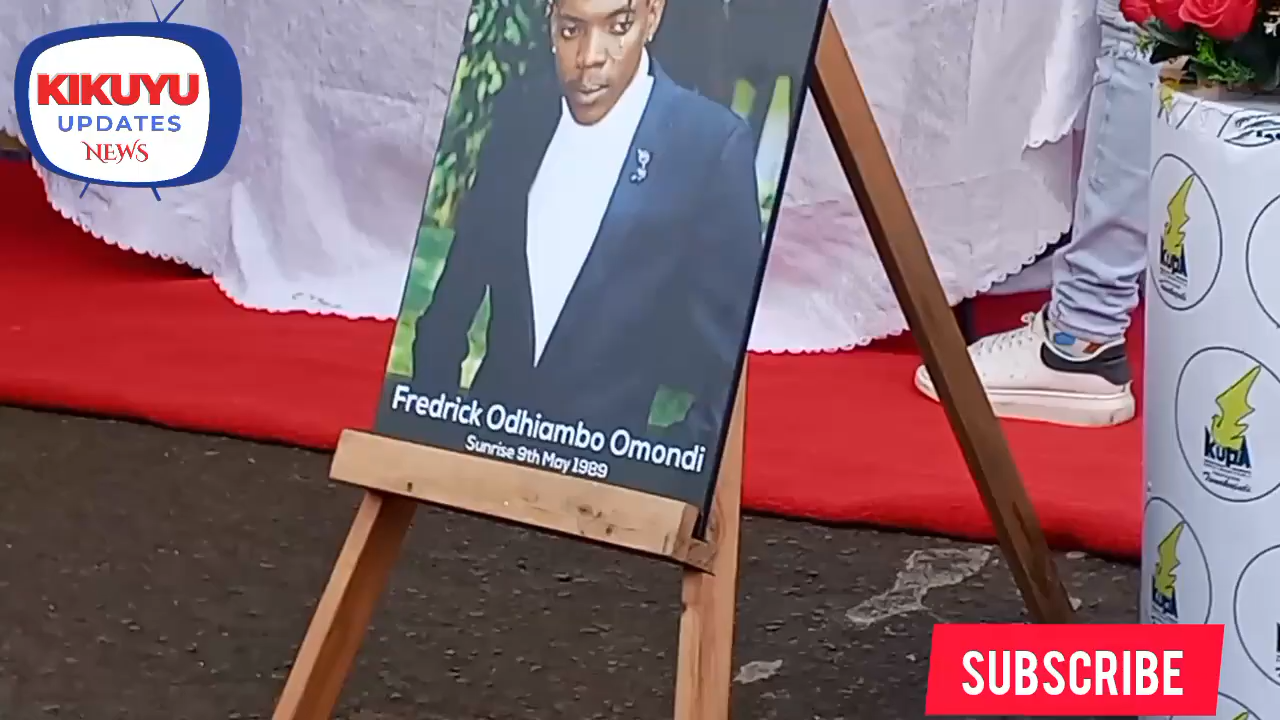 KIKUYU
UPDATES
NEWS
Fredrick Odhiambo Omondi
Sunrise 9th May 1989
kupA
kupA
kupA
SUBSCRIBE